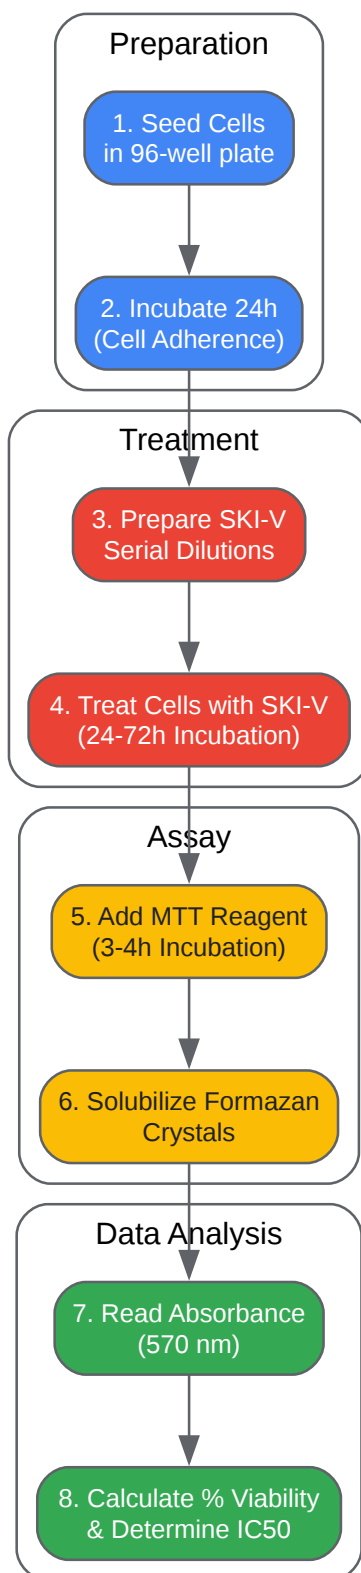 Preparation
1. Seed Cells
in 96-well plate
2. Incubate 24h
(Cell Adherence)
Treatment
3. Prepare SKI-V
Serial Dilutions
4. Treat Cells with SKI-V
(24-72h Incubation)
Assay
5. Add MTT Reagent
(3-4h Incubation)
6. Solubilize Formazan
Crystals
Data Analysis
7. Read Absorbance
(570 nm)
8. Calculate % Viability
& Determine IC50